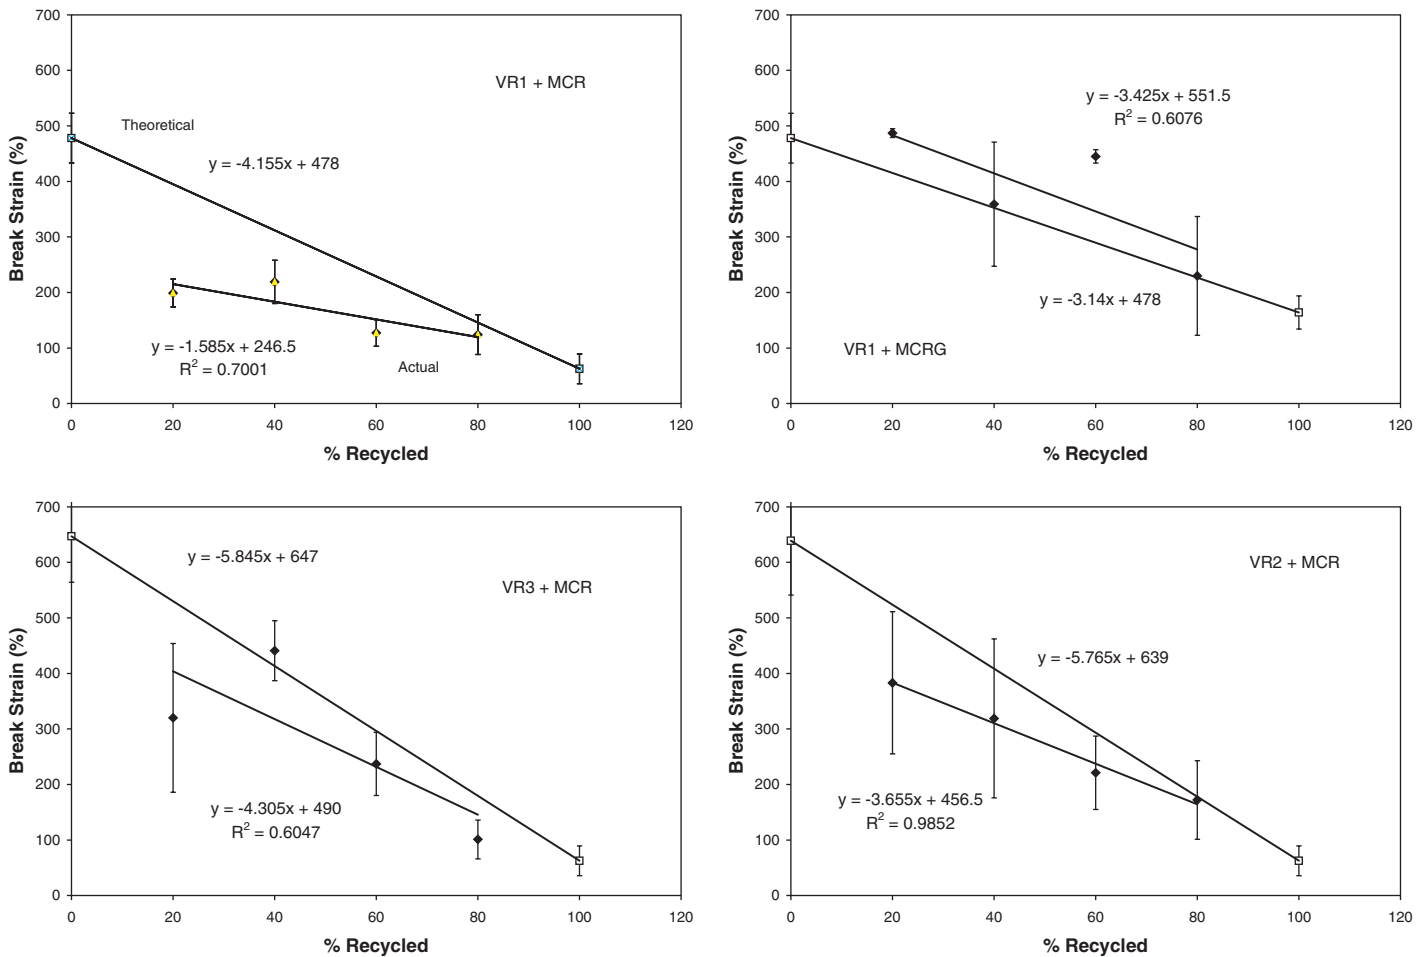 700
600
500
400
300
200
100
0
Break Strain (%)
VR1 + MCR
Theoretical
y = -4.155x + 478
y = -1.585x + 246.5
R2 = 0.7001
Actual
0 20 40 60 80 100 120
% Recycled
700
600
500
400
300
200
100
0
Break Strain (%)
y = -3.425x + 551.5
R2 = 0.6076
y = -3.14x + 478
VR1 + MCRG
0 20 40 60 80 100 120
% Recycled
700
600
500
400
300
200
100
0
Break Strain (%)
y = -5.845x + 647
VR3 + MCR
y = -4.305x + 490
R2 = 0.6047
0 20 40 60 80 100 120
% Recycled
700
600
500
400
300
200
100
0
Break Strain (%)
VR2 + MCR
y = -5.765x + 639
y = -3.655x + 456.5
R2 = 0.9852
0 20 40 60 80 100 120
% Recycled